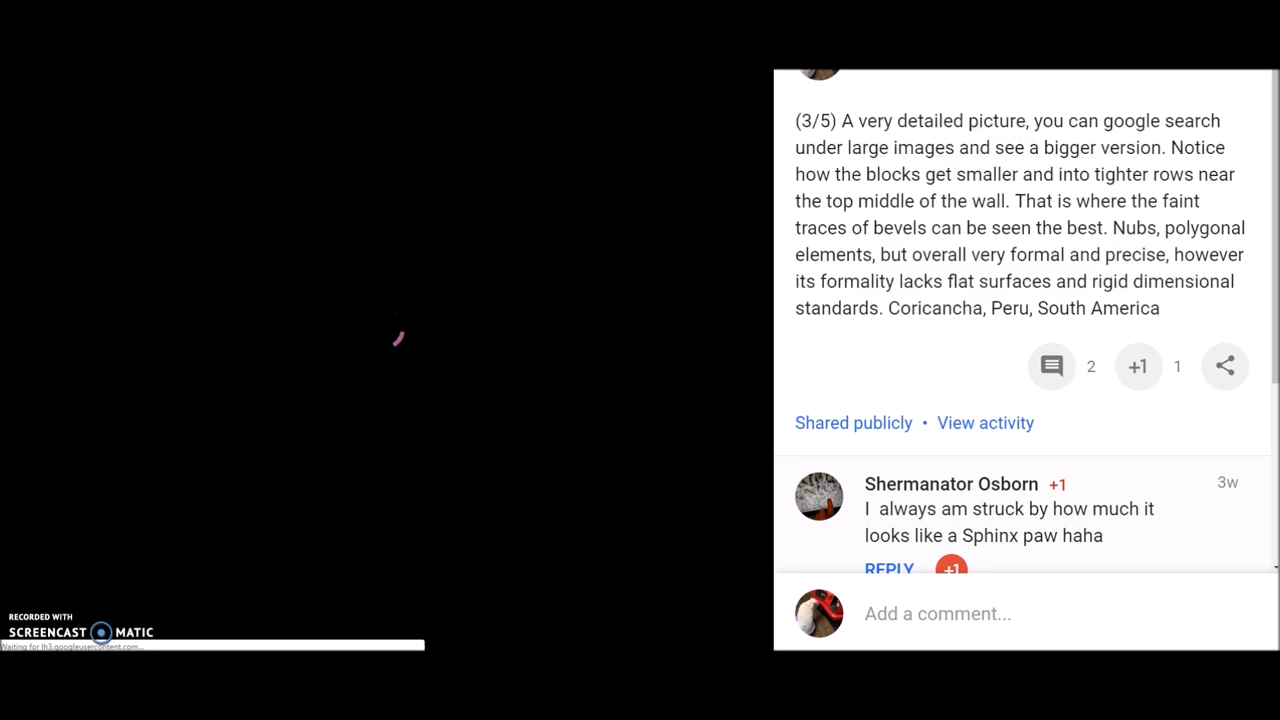 (3/5) A very detailed picture, you can google search
under large images and see a bigger version. Notice
how the blocks get smaller and into tighter rows near
the top middle of the wall. That is where the faint
traces of bevels can be seen the best. Nubs, polygonal
elements, but overall very formal and precise, however
its formality lacks flat surfaces and rigid dimensional
standards. Coricancha, Peru, South America
2 +1 1
Shared publicly • View activity
Shermanator Osborn +1 3w
I always am struck by how much it
looks like a Sphinx paw haha
REPLY +1
Add a comment...
RECORDED WITH
SCREENCAST MATIC
Waiting for lh3.googleusercontent.com...